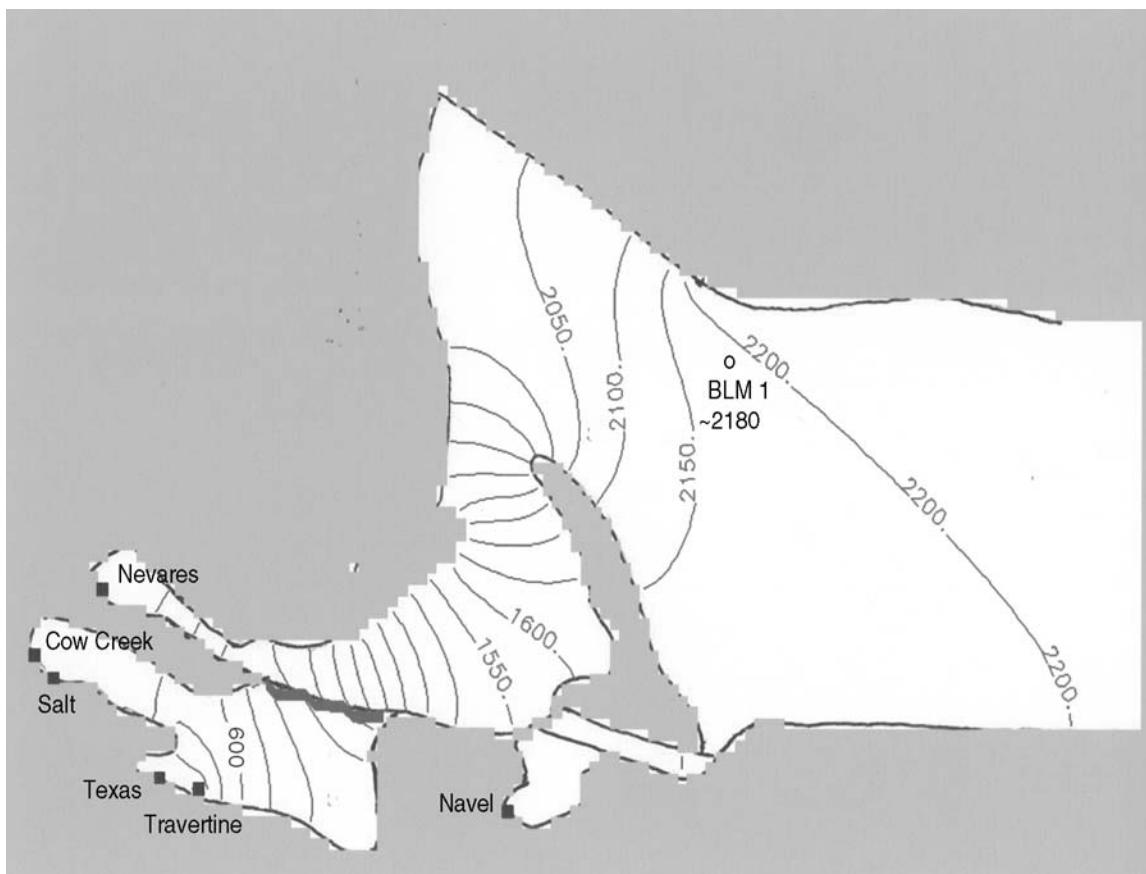 2050.
2100.
2150.
2200.
BLM 1
~2180
2200.
2200.
Nevares
Cow Creek
Salt
1600.
1550.
600
Texas
Travertine
Navel